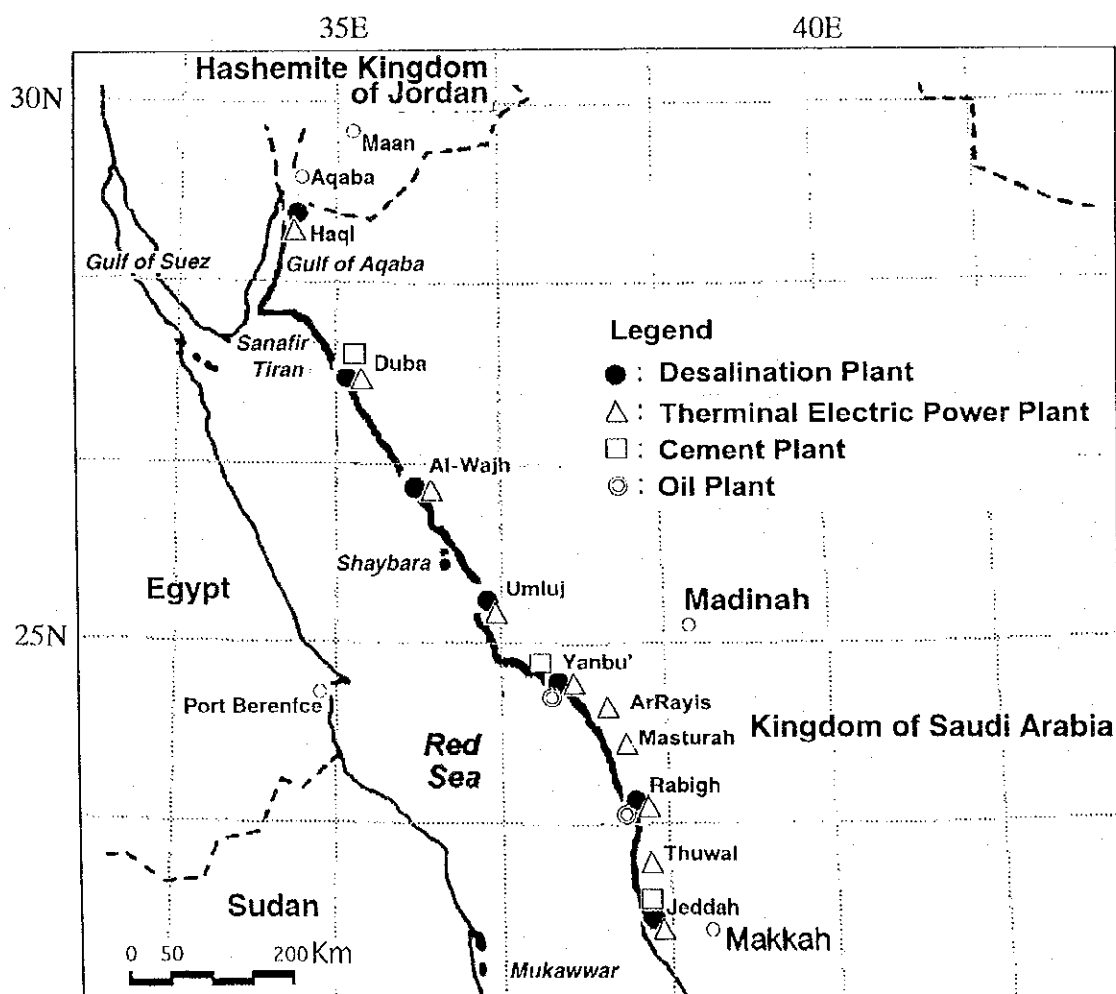 35E
40E
30N
Hashemite Kingdom
of Jordan
Maan
Aqaba
Haql
Gulf of Suez
Gulf of Aqaba
Legend
Sanafir
Tiran
Duba
● : Desalination Plant
△ : Therminal Electric Power Plant
□ : Cement Plant
◎ : Oil Plant
Al-Wajh
Shaybara
Egypt
Umluj
Madinah
25N
Yanbu'
Port Berenfce
ArRayis
Kingdom of Saudi Arabia
Red
Sea
Masturah
Rabigh
Thuwal
Sudan
Jeddah
Makkah
0 50 200Km
Mukawwar